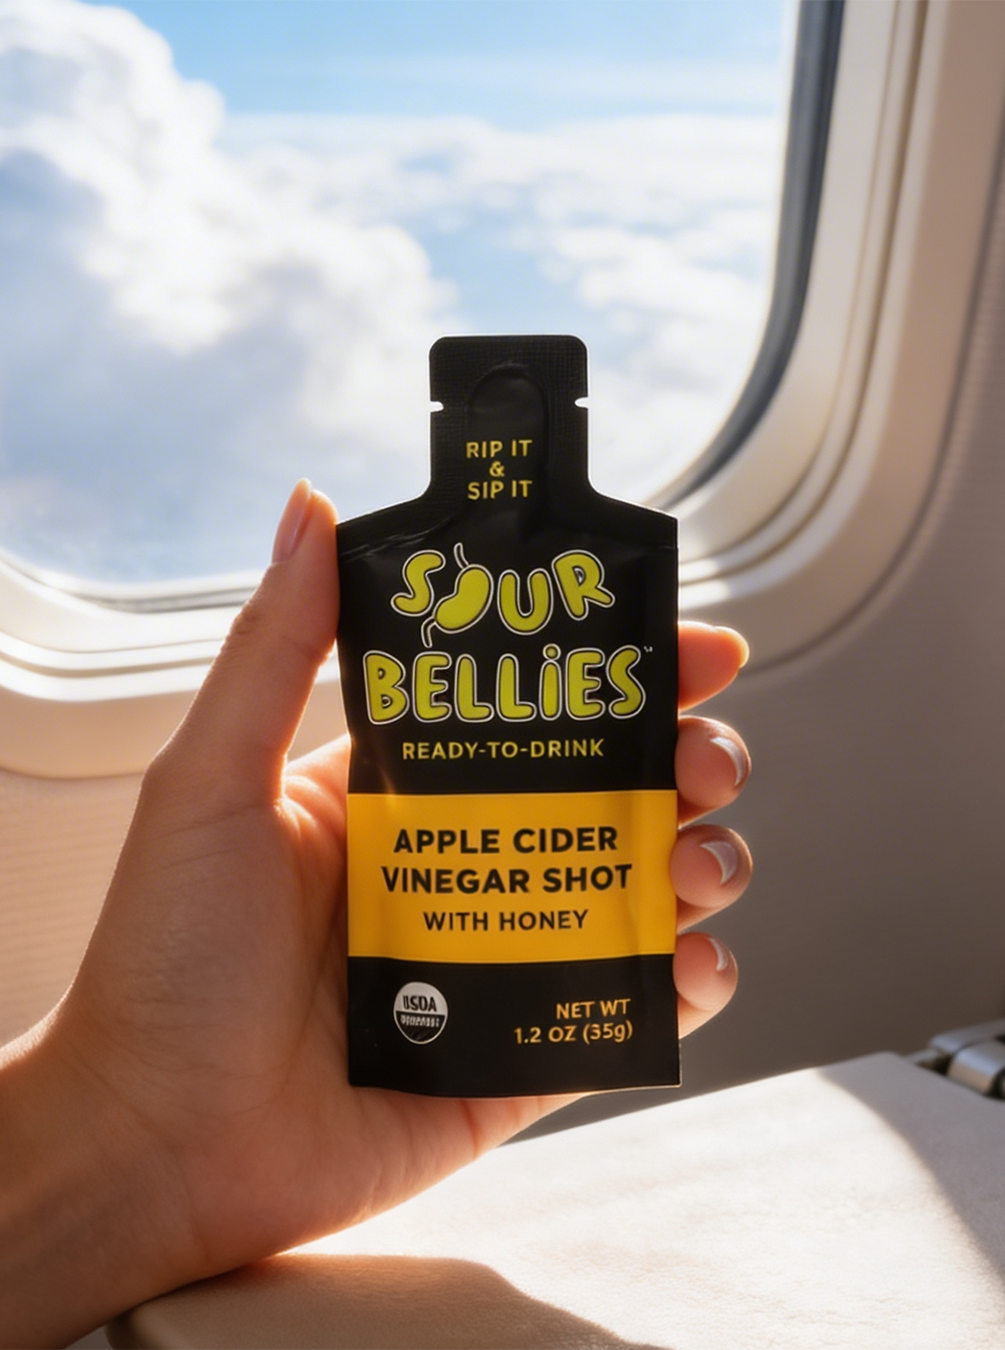 RIP IT
&
SIP IT
SOUR
BELLIES
READY-TO-DRINK
APPLE CIDER
VINEGAR SHOT
WITH HONEY
USDA
NET WT
1.2 OZ (35g)